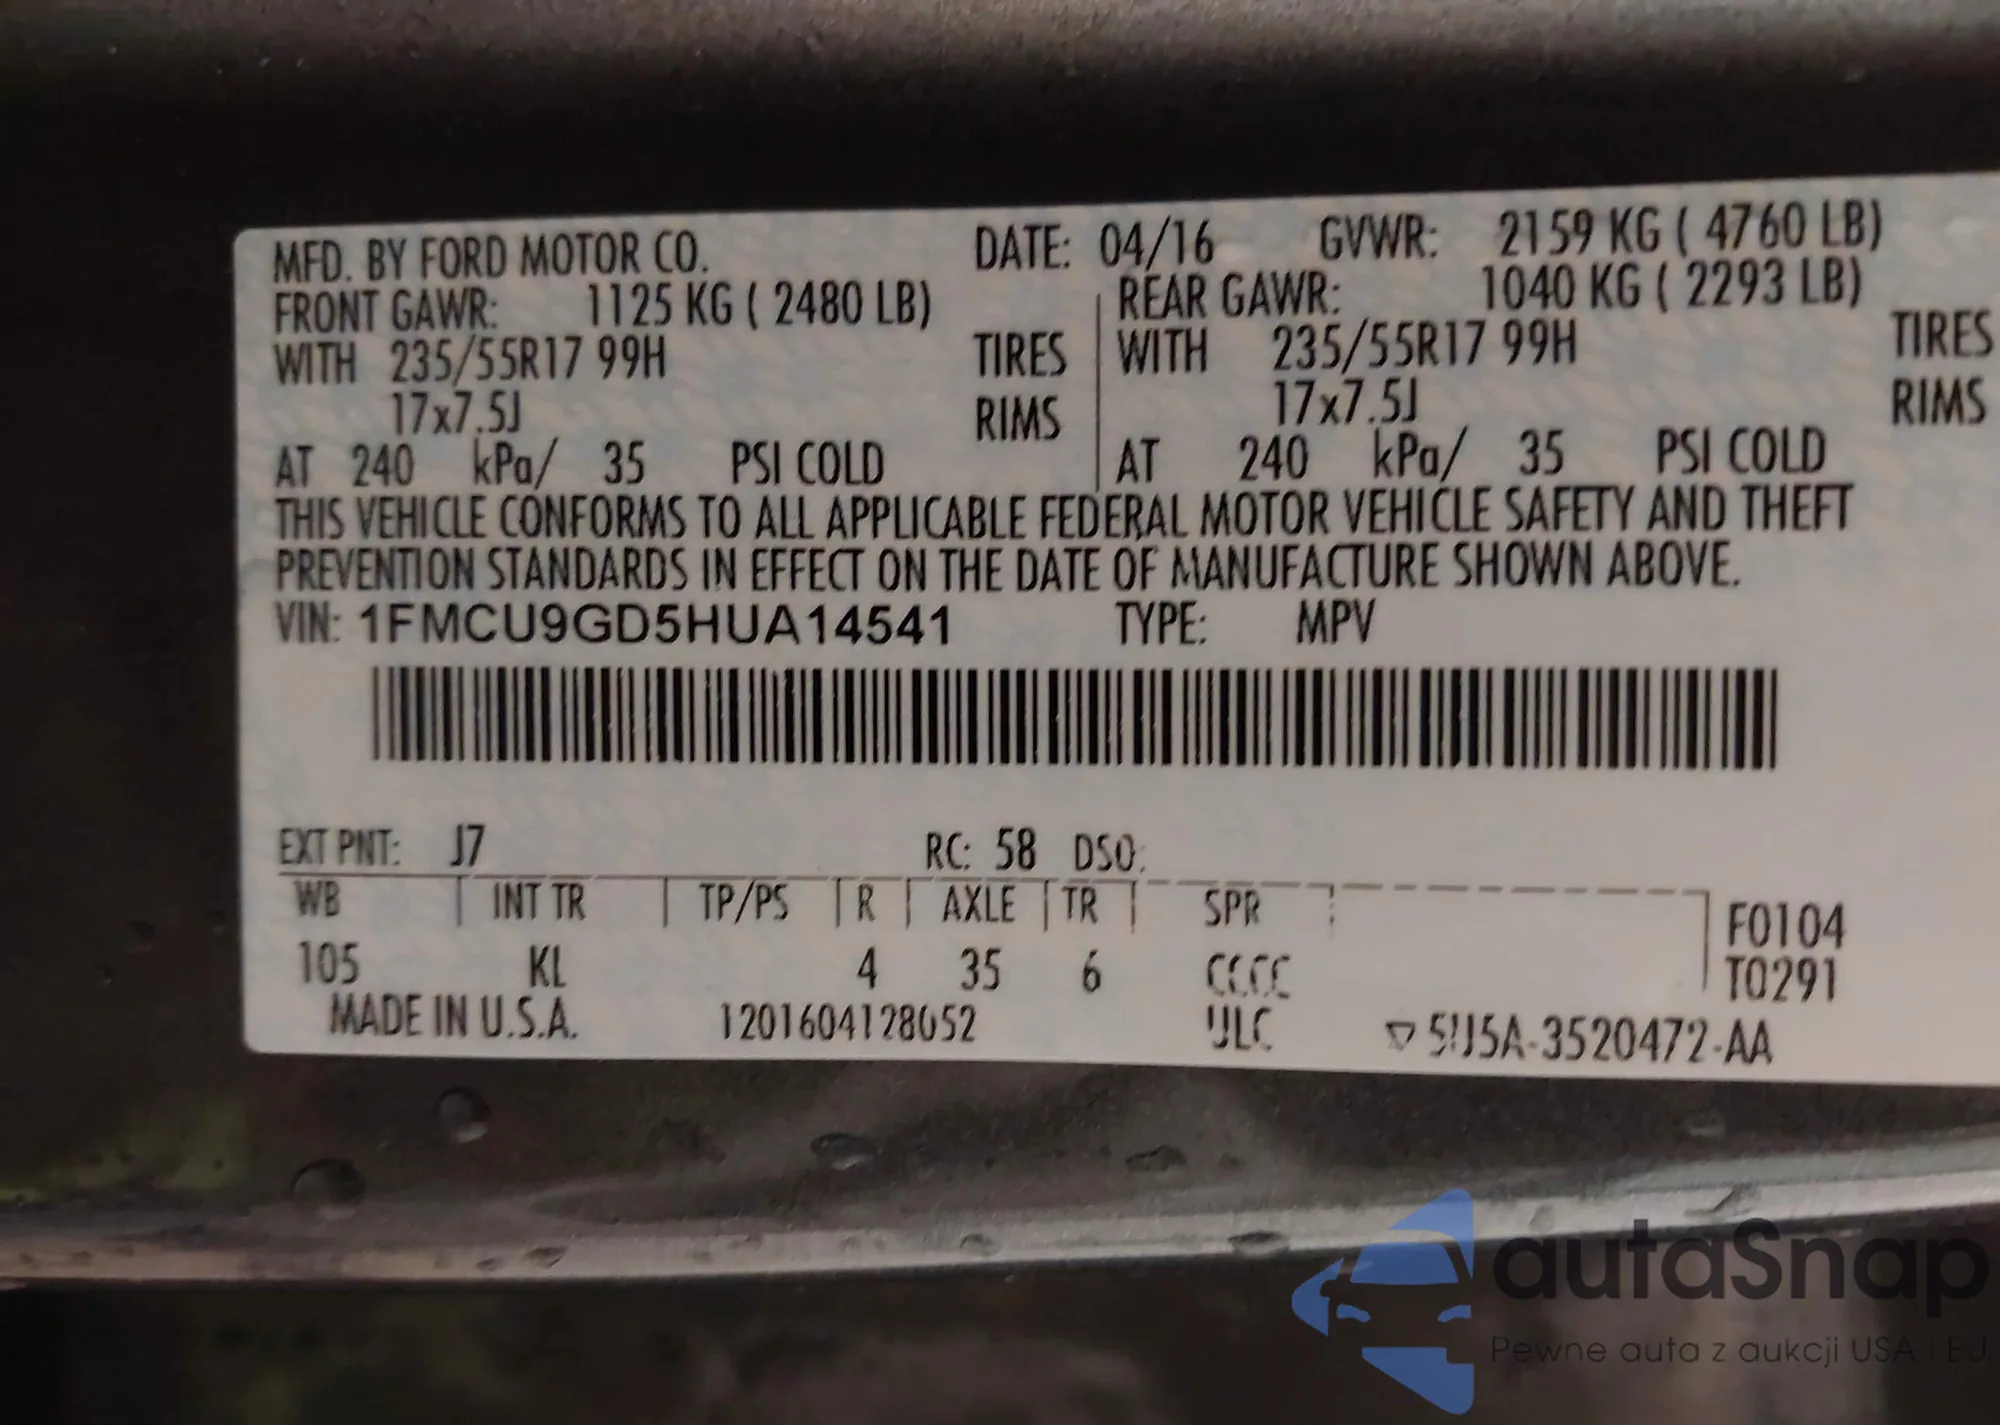 MFD. BY FORD MOTOR CO. DATE: 04/16 GVWR: 2159 KG ( 4760 LB)
FRONT GAWR: 1125 KG ( 2480 LB) REAR GAWR: 1040 KG ( 2293 LB)
WITH 235/55R17 99H TIRES WITH 235/55R17 99H TIRES
17x7.5J RIMS 17x7.5J RIMS
AT 240 kPa/ 35 PSI COLD AT 240 kPa/ 35 PSI COLD
THIS VEHICLE CONFORMS TO ALL APPLICABLE FEDERAL MOTOR VEHICLE SAFETY AND THEFT
PREVENTION STANDARDS IN EFFECT ON THE DATE OF MANUFACTURE SHOWN ABOVE.
VIN: 1FMCU9GD5HUA14541 TYPE: MPV
EXT PNT: J7 RC: 58 DSO:
WB INT TR TP/PS R AXLE TR SPR F0104
105 KL 4 35 6 CCCC T0291
MADE IN U.S.A. 1201604128052 ULC 5U5A-3520472-AA
autaSnap
Pewne auta z aukcji USA i EU